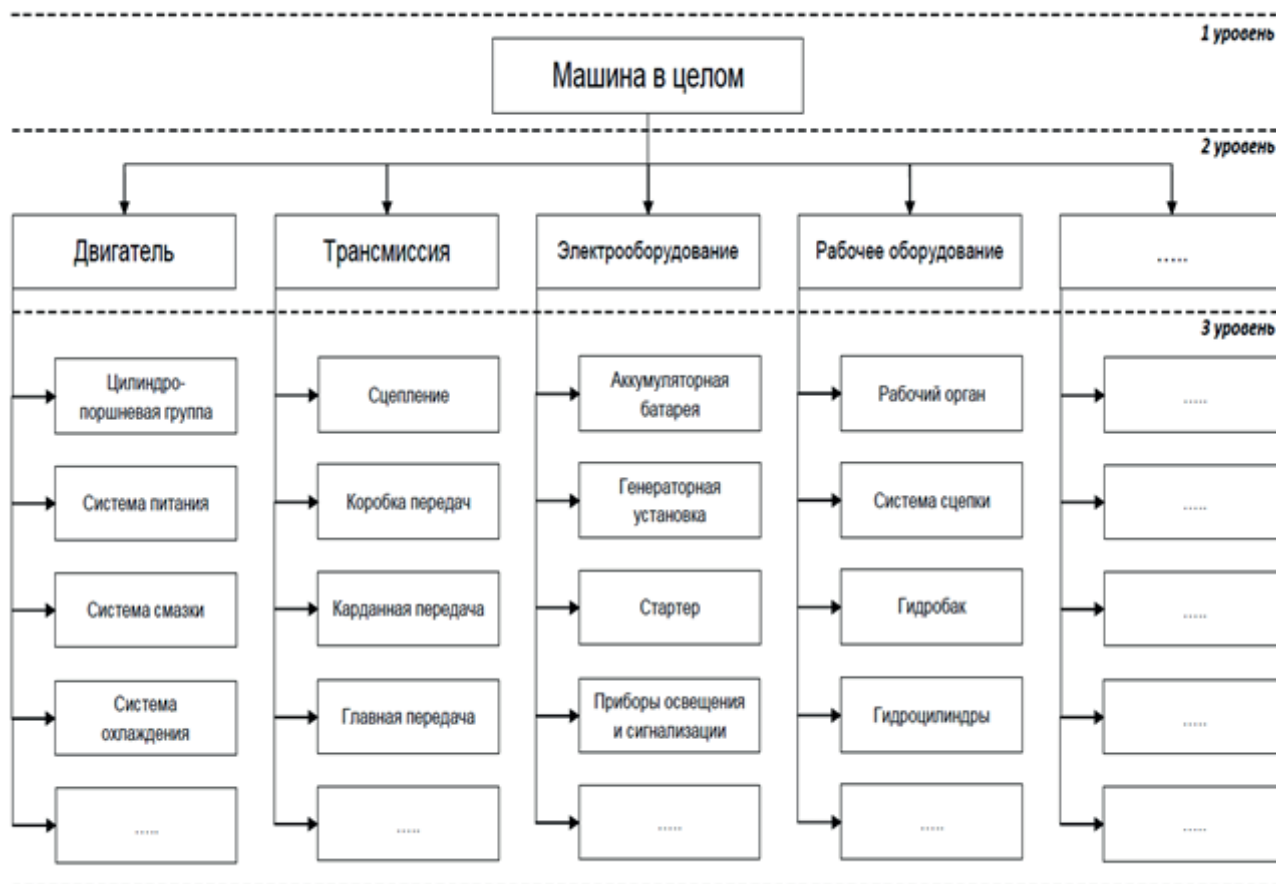 1 уровень
Машина в целом
2 уровень
Двигатель
Трансмиссия
Электрооборудование
Рабочее оборудование
.....
3 уровень
Цилиндро-
поршневая группа
Сцепление
Аккумуляторная
батарея
Рабочий орган
.....
Система питания
Коробка передач
Генераторная
установка
Система сцепки
.....
Система смазки
Карданная передача
Стартер
Гидробак
.....
Система
охлаждения
Главная передача
Приборы освещения
и сигнализации
Гидроцилиндры
.....
.....
.....
.....
.....
.....